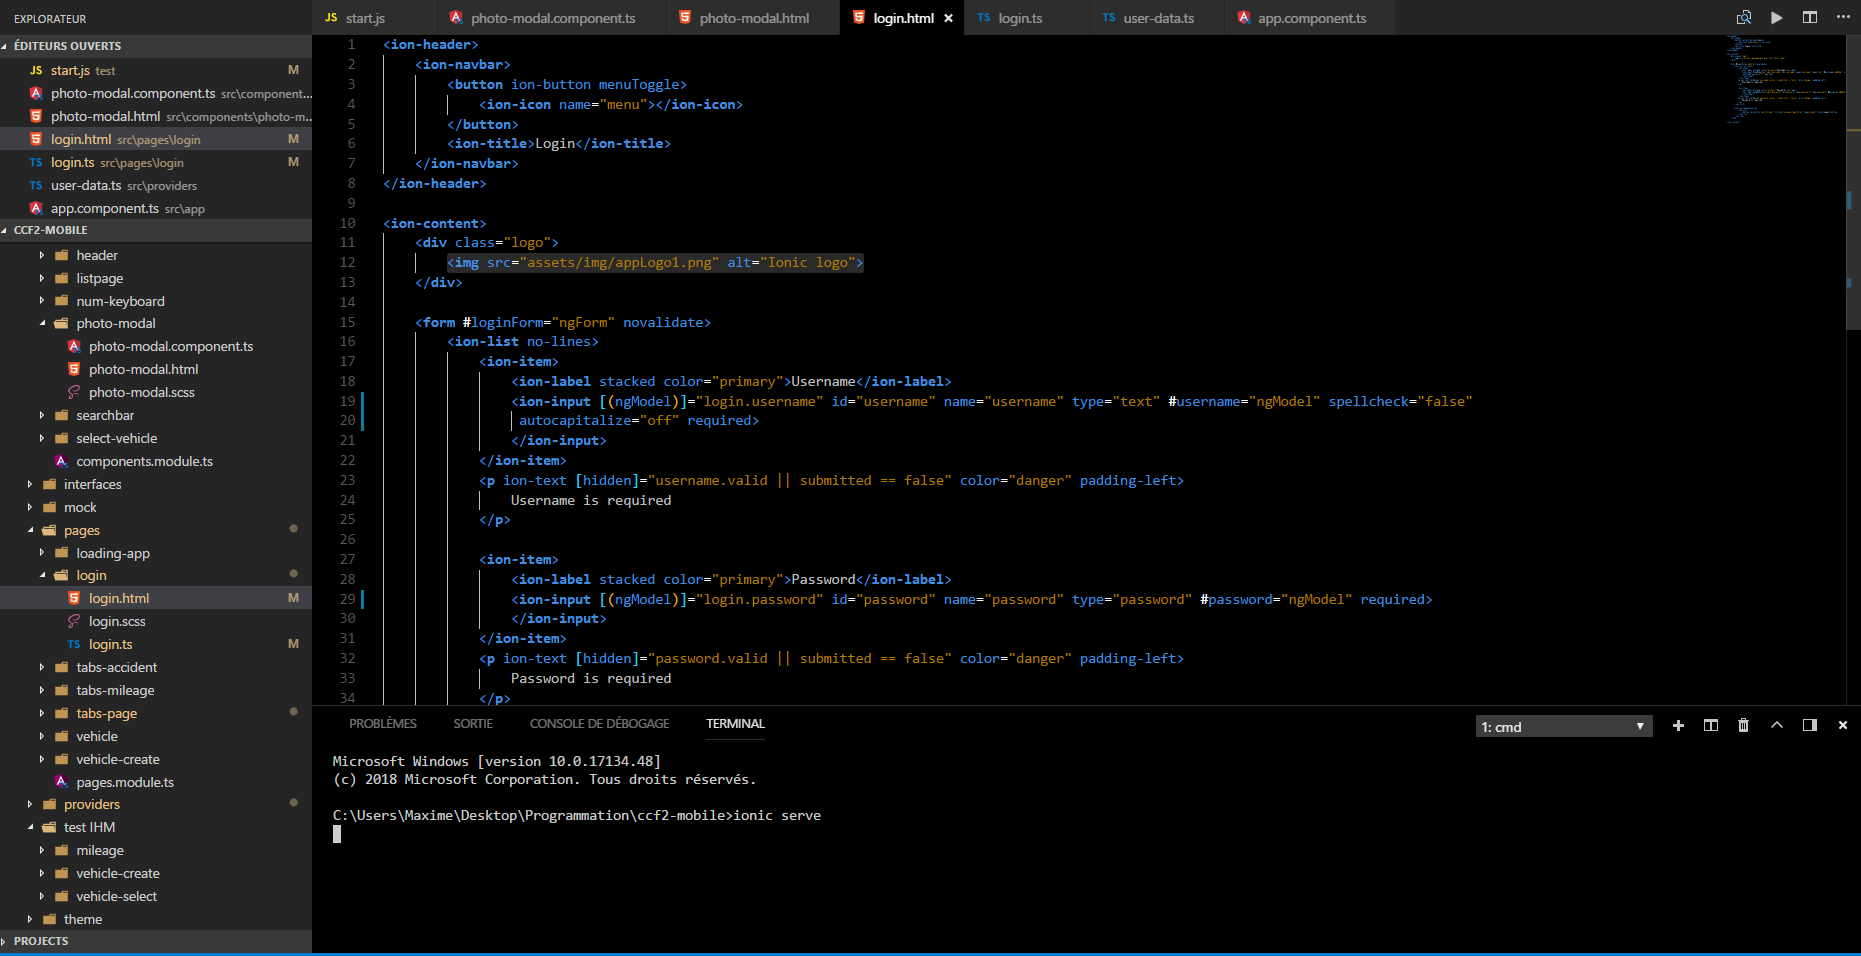 EXPLORATEUR
ÉDITEURS OUVERTS
JS start.js test M
photo-modal.component.ts src\component...
photo-modal.html src\components\photo-m...
login.html src\pages\login M
TS login.ts src\pages\login M
TS user-data.ts src\providers
app.component.ts src\app
CCF2-MOBILE
header
listpage
num-keyboard
photo-modal
photo-modal.component.ts
photo-modal.html
photo-modal.scss
searchbar
select-vehicle
components.module.ts
interfaces
mock
pages
loading-app
login
login.html M
login.scss
TS login.ts M
tabs-accident
tabs-mileage
tabs-page
vehicle
vehicle-create
pages.module.ts
providers
test IHM
mileage
vehicle-create
vehicle-select
theme
PROJECTS
JS start.js photo-modal.component.ts photo-modal.html login.html × TS login.ts TS user-data.ts app.component.ts
1 <ion-header>
2 <ion-navbar>
3 <button ion-button menuToggle>
4 <ion-icon name="menu"></ion-icon>
5 </button>
6 <ion-title>Login</ion-title>
7 </ion-navbar>
8 </ion-header>
9
10 <ion-content>
11 <div class="logo">
12 <img src="assets/img/appLogo1.png" alt="Ionic logo">
13 </div>
14
15 <form #loginForm="ngForm" novalidate>
16 <ion-list no-lines>
17 <ion-item>
18 <ion-label stacked color="primary">Username</ion-label>
19 <ion-input [(ngModel)]="login.username" id="username" name="username" type="text" #username="ngModel" spellcheck="false"
20 autocapitalize="off" required>
21 </ion-input>
22 </ion-item>
23 <p ion-text [hidden]="username.valid || submitted == false" color="danger" padding-left>
24 Username is required
25 </p>
26
27 <ion-item>
28 <ion-label stacked color="primary">Password</ion-label>
29 <ion-input [(ngModel)]="login.password" id="password" name="password" type="password" #password="ngModel" required>
30 </ion-input>
31 </ion-item>
32 <p ion-text [hidden]="password.valid || submitted == false" color="danger" padding-left>
33 Password is required
34 </p>
PROBLÈMES SORTIE CONSOLE DE DÉBOGAGE TERMINAL 1: cmd
Microsoft Windows [version 10.0.17134.48]
(c) 2018 Microsoft Corporation. Tous droits réservés.
C:\Users\Maxime\Desktop\Programmation\ccf2-mobile>ionic serve